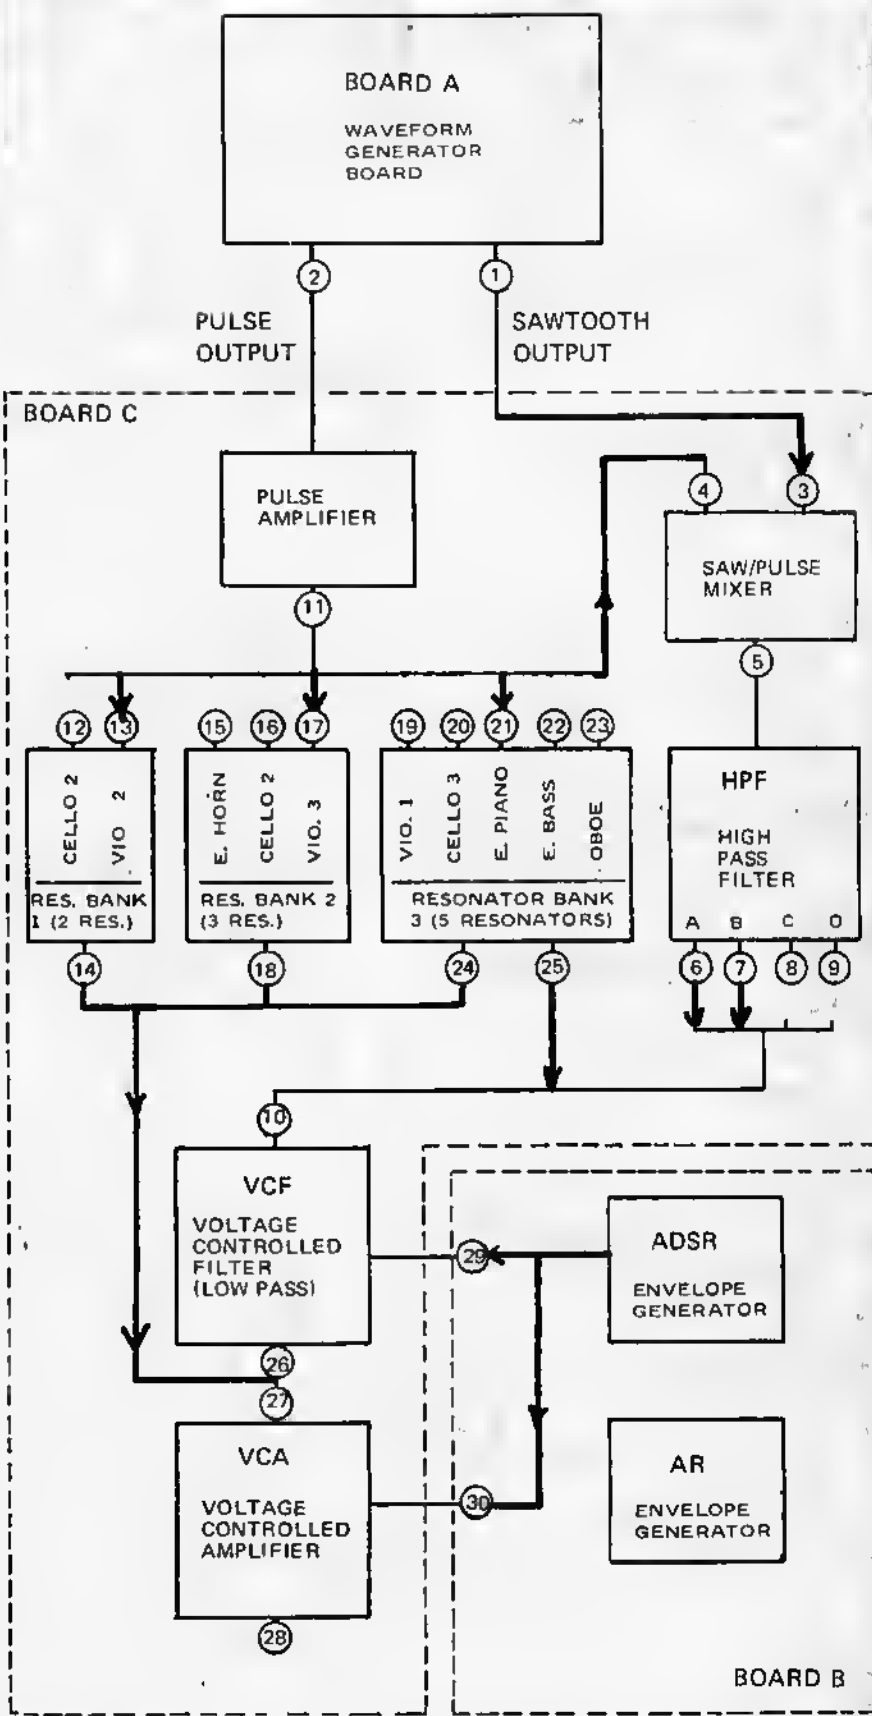 BOARD A
WAVEFORM
GENERATOR
BOARD
2
1
PULSE
OUTPUT
SAWTOOTH
OUTPUT
BOARD C
PULSE
AMPLIFIER
4
3
SAW/PULSE
MIXER
11
5
12
13
15
16
17
19
20
21
22
23
CELLO 2
VIO 2
RES. BANK
1 (2 RES.)
E. HORN
CELLO 2
VIO. 3
RES. BANK 2
(3 RES.)
VIO. 1
CELLO 3
E. PIANO
E. BASS
OBOE
RESONATOR BANK
3 (5 RESONATORS)
HPF
HIGH
PASS
FILTER
A B C D
14
18
24
25
6
7
8
9
10
VCF
VOLTAGE
CONTROLLED
FILTER
(LOW PASS)
29
ADSR
ENVELOPE
GENERATOR
26
27
VCA
VOLTAGE
CONTROLLED
AMPLIFIER
30
AR
ENVELOPE
GENERATOR
28
BOARD B